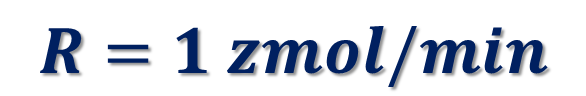 R = 1 zmol/min